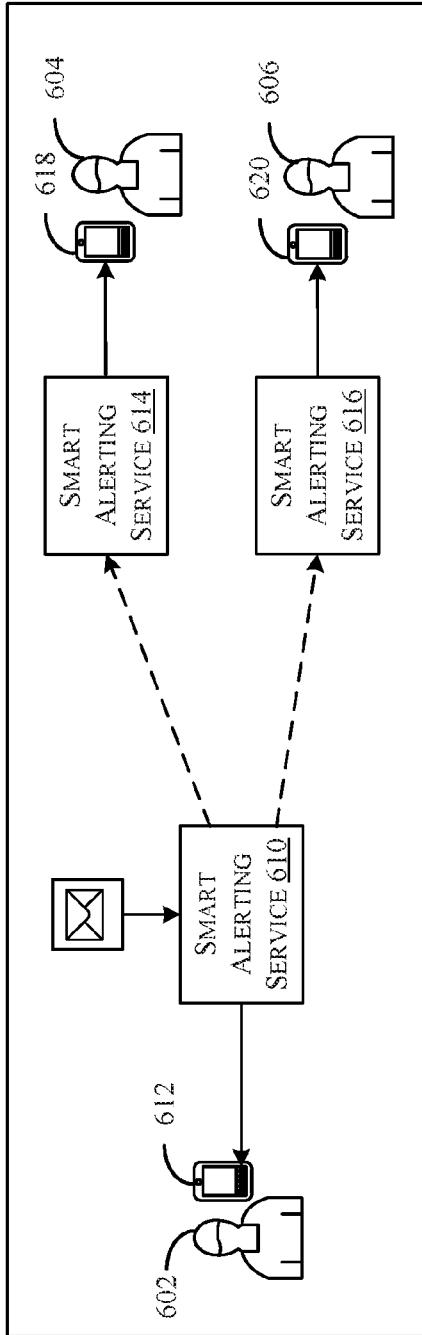 602
612
SMART
ALERTING
SERVICE 610
SMART
ALERTING
SERVICE 614
618
604
SMART
ALERTING
SERVICE 616
620
606